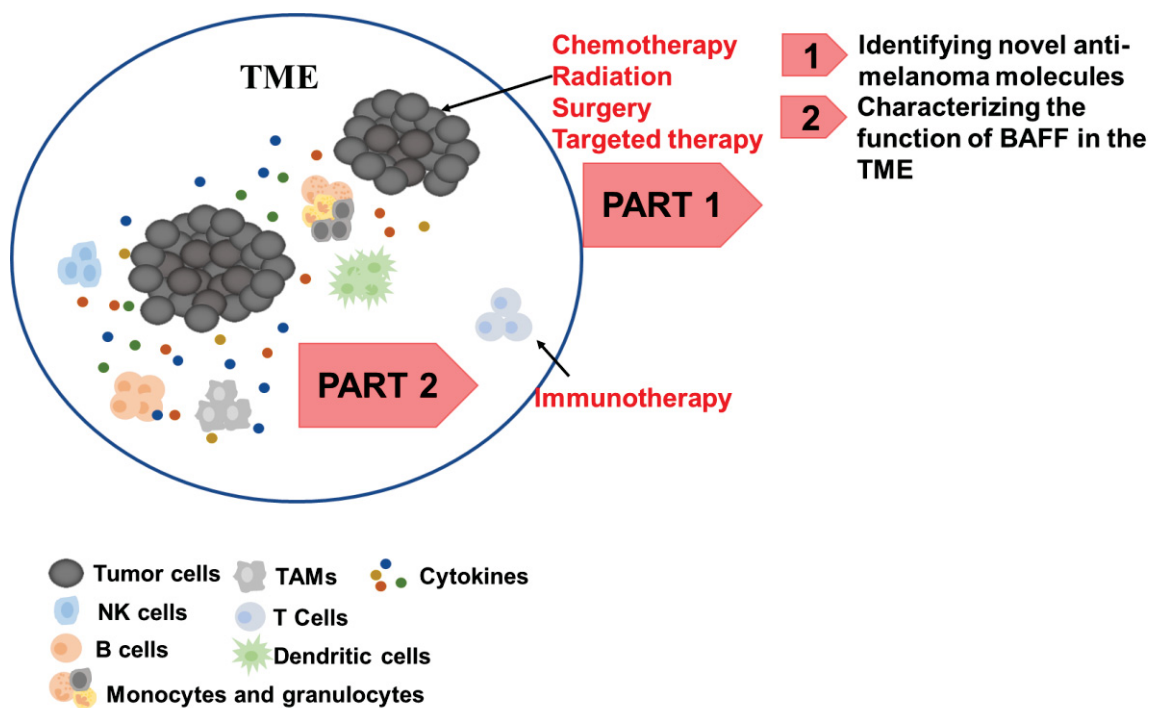 TME
Chemotherapy
Radiation
Surgery
Targeted therapy
PART 1
1
Identifying novel anti-
melanoma molecules
2
Characterizing the
function of BAFF in the
TME
PART 2
Immunotherapy
Tumor cells
TAMs
Cytokines
NK cells
T Cells
B cells
Dendritic cells
Monocytes and granulocytes